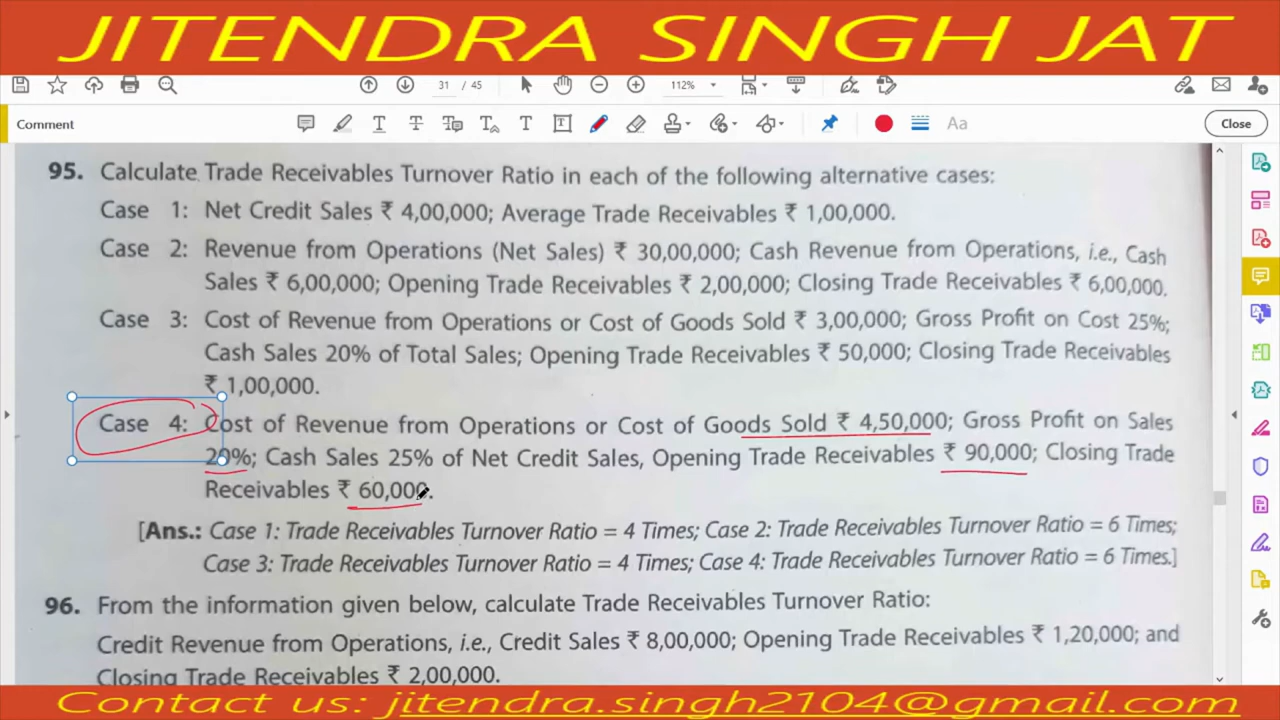 JITENDRA SINGH JAT
31 / 45 112%
Comment Aa Close
95. Calculate Trade Receivables Turnover Ratio in each of the following alternative cases:
Case 1: Net Credit Sales ₹ 4,00,000; Average Trade Receivables ₹ 1,00,000.
Case 2: Revenue from Operations (Net Sales) ₹ 30,00,000; Cash Revenue from Operations, i.e., Cash
Sales ₹ 6,00,000; Opening Trade Receivables ₹ 2,00,000; Closing Trade Receivables ₹ 6,00,000.
Case 3: Cost of Revenue from Operations or Cost of Goods Sold ₹ 3,00,000; Gross Profit on Cost 25%;
Cash Sales 20% of Total Sales; Opening Trade Receivables ₹ 50,000; Closing Trade Receivables
₹ 1,00,000.
Case 4: Cost of Revenue from Operations or Cost of Goods Sold ₹ 4,50,000; Gross Profit on Sales
20%; Cash Sales 25% of Net Credit Sales, Opening Trade Receivables ₹ 90,000; Closing Trade
Receivables ₹ 60,000.
[Ans.: Case 1: Trade Receivables Turnover Ratio = 4 Times; Case 2: Trade Receivables Turnover Ratio = 6 Times;
Case 3: Trade Receivables Turnover Ratio = 4 Times; Case 4: Trade Receivables Turnover Ratio = 6 Times.]
96. From the information given below, calculate Trade Receivables Turnover Ratio:
Credit Revenue from Operations, i.e., Credit Sales ₹ 8,00,000; Opening Trade Receivables ₹ 1,20,000; and
Closing Trade Receivables ₹ 2,00,000.
Contact us: jitendra.singh2104@gmail.com